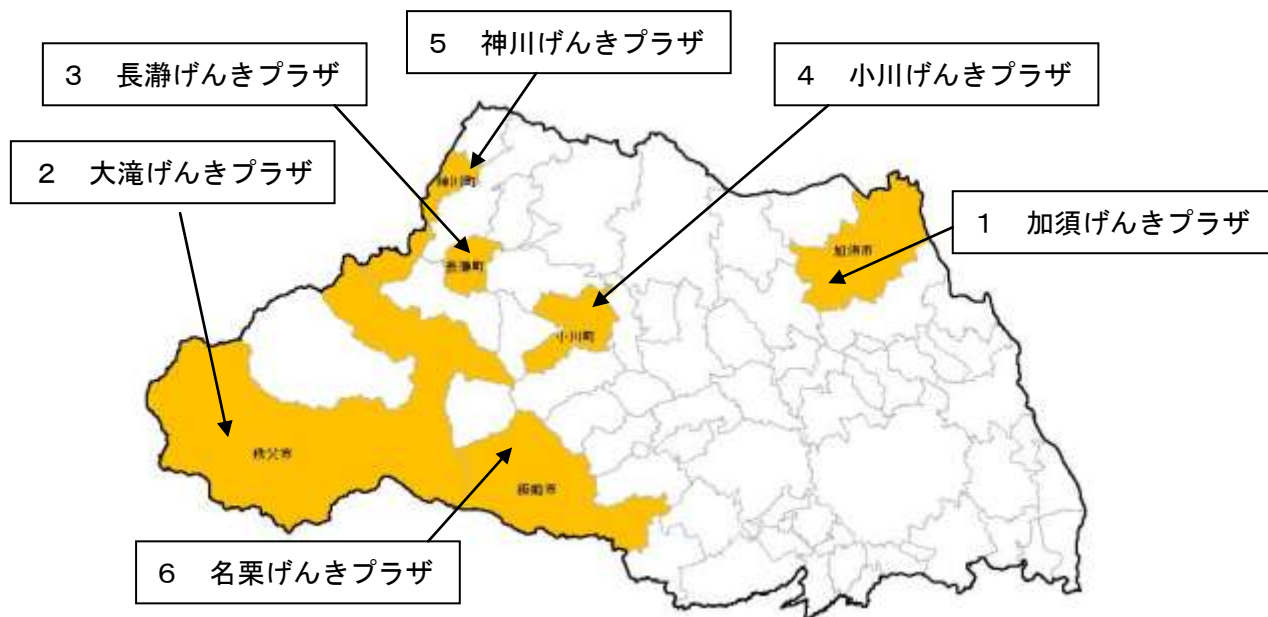 5 神川げんきプラザ
3 長瀞げんきプラザ
4 小川げんきプラザ
2 大滝げんきプラザ
神川町
1 加須げんきプラザ
加須市
長瀞町
小川町
秩父市
飯能市
6 名栗げんきプラザ